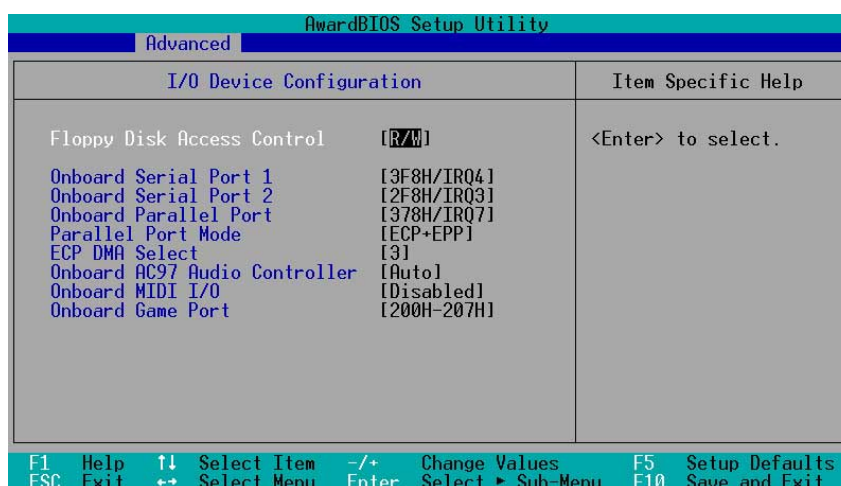 AwardBIOS Setup Utility
Advanced
I/O Device Configuration
Item Specific Help
Floppy Disk Access Control [R/W]
<Enter> to select.
Onboard Serial Port 1 [3F8H/IRQ4]
Onboard Serial Port 2 [2F8H/IRQ3]
Onboard Parallel Port [378H/IRQ7]
Parallel Port Mode [ECP+EPP]
ECP DMA Select [3]
Onboard AC97 Audio Controller [Auto]
Onboard MIDI I/O [Disabled]
Onboard Game Port [200H-207H]
F1 Help ↑↓ Select Item -/+ Change Values F5 Setup Defaults
ESC Exit ←→ Select Menu Enter Select ► Sub-Menu F10 Save and Exit